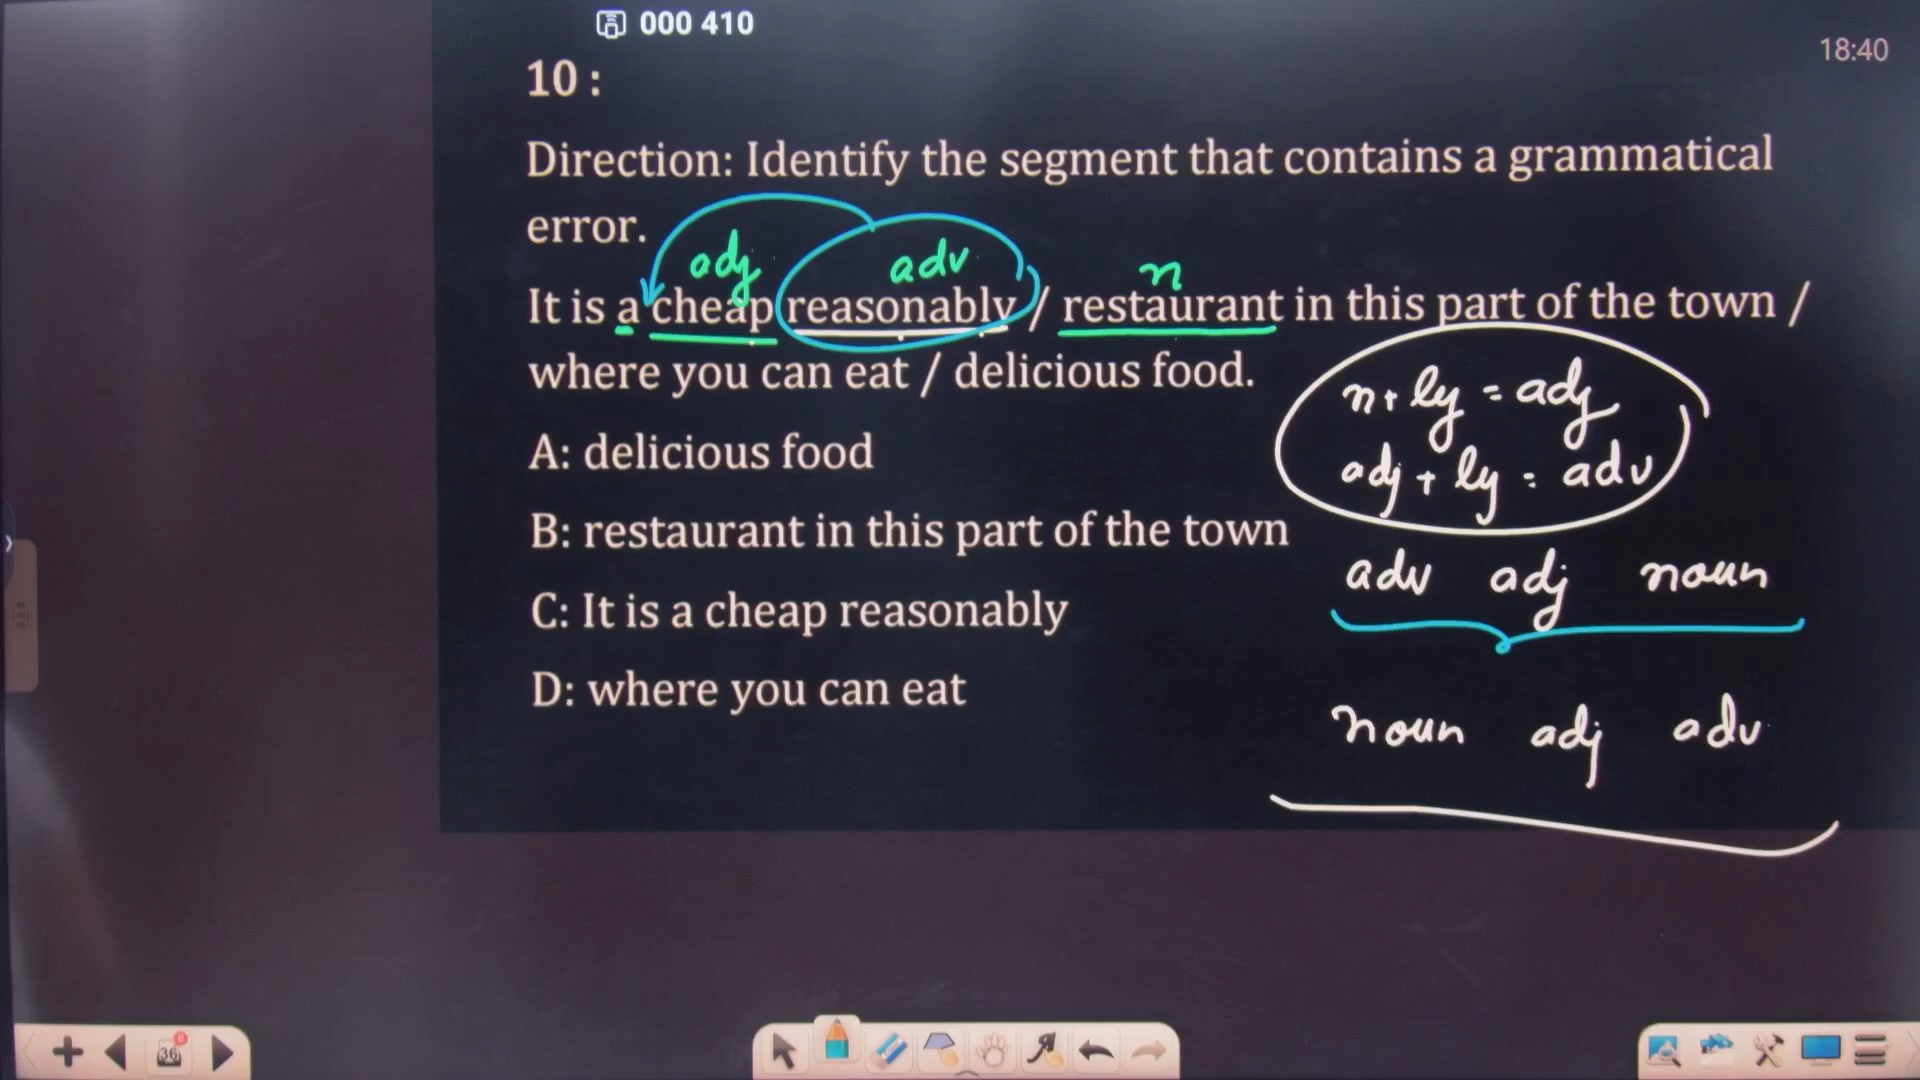 000 410
18:40
10 :
Direction: Identify the segment that contains a grammatical
error.
adj adv n
It is a cheap reasonably / restaurant in this part of the town /
where you can eat / delicious food.
n+ ly = adj
adj + ly = adv
A: delicious food
B: restaurant in this part of the town
adv adj noun
C: It is a cheap reasonably
D: where you can eat
noun adj adv
36